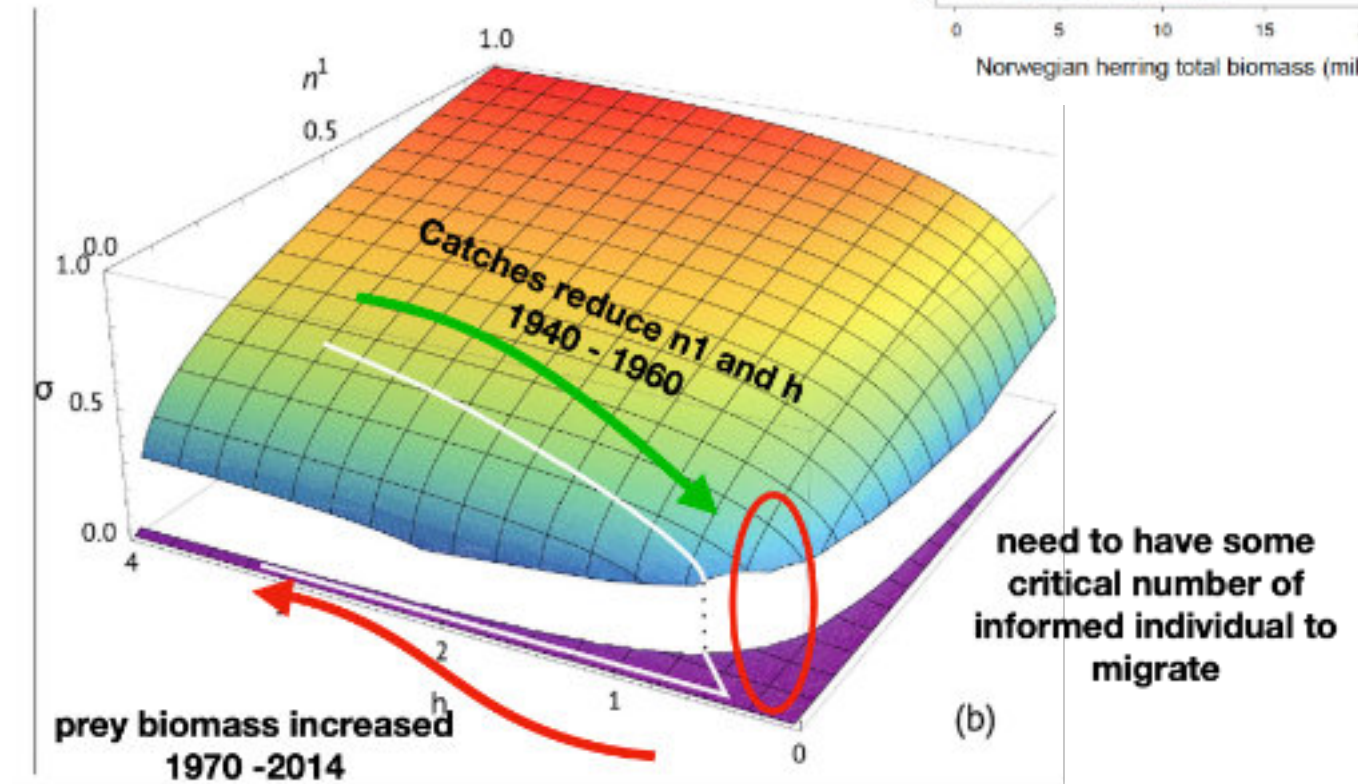 0 5 10 15
Norwegian herring total biomass (mil
1.0
n¹
0.5
0.0
1.0
Catches reduce n1 and h
1940 - 1960
σ
0.5
0.0
4
2
h
1
0
need to have some
critical number of
informed individual to
migrate
(b)
prey biomass increased
1970 -2014